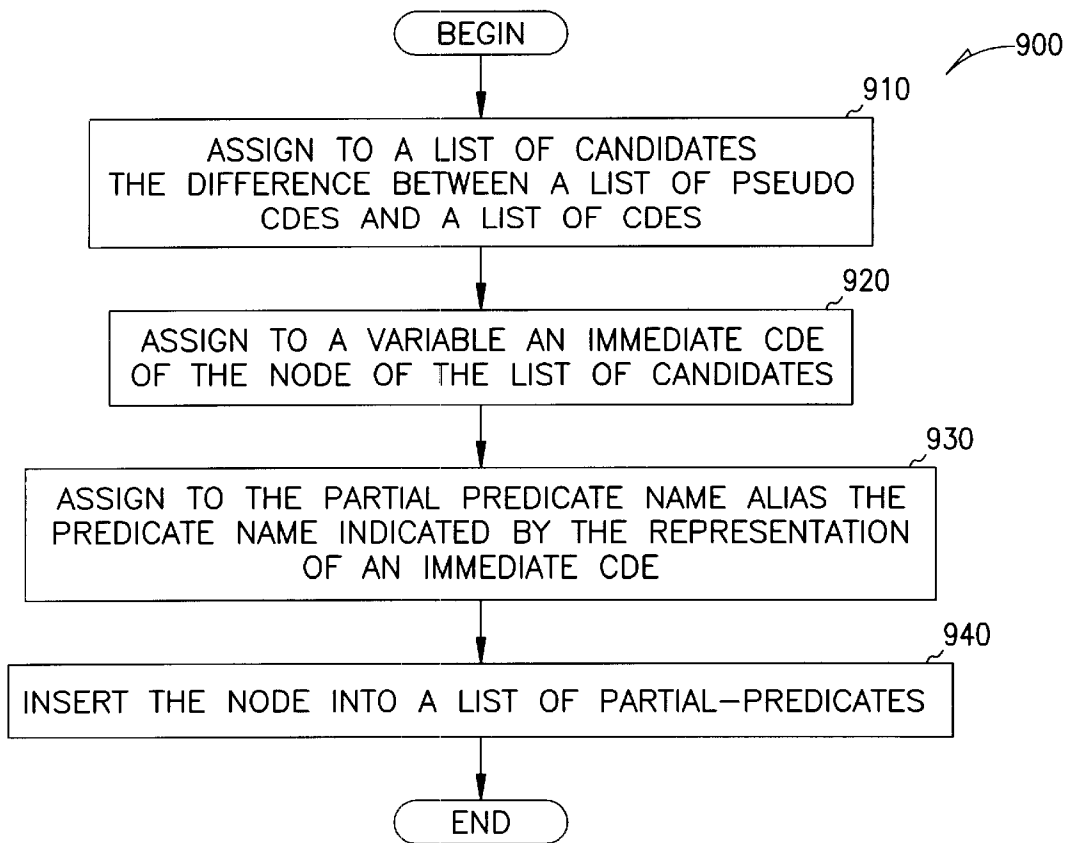 BEGIN
900
910
ASSIGN TO A LIST OF CANDIDATES
THE DIFFERENCE BETWEEN A LIST OF PSEUDO
CDES AND A LIST OF CDES
920
ASSIGN TO A VARIABLE AN IMMEDIATE CDE
OF THE NODE OF THE LIST OF CANDIDATES
930
ASSIGN TO THE PARTIAL PREDICATE NAME ALIAS THE
PREDICATE NAME INDICATED BY THE REPRESENTATION
OF AN IMMEDIATE CDE
940
INSERT THE NODE INTO A LIST OF PARTIAL-PREDICATES
END